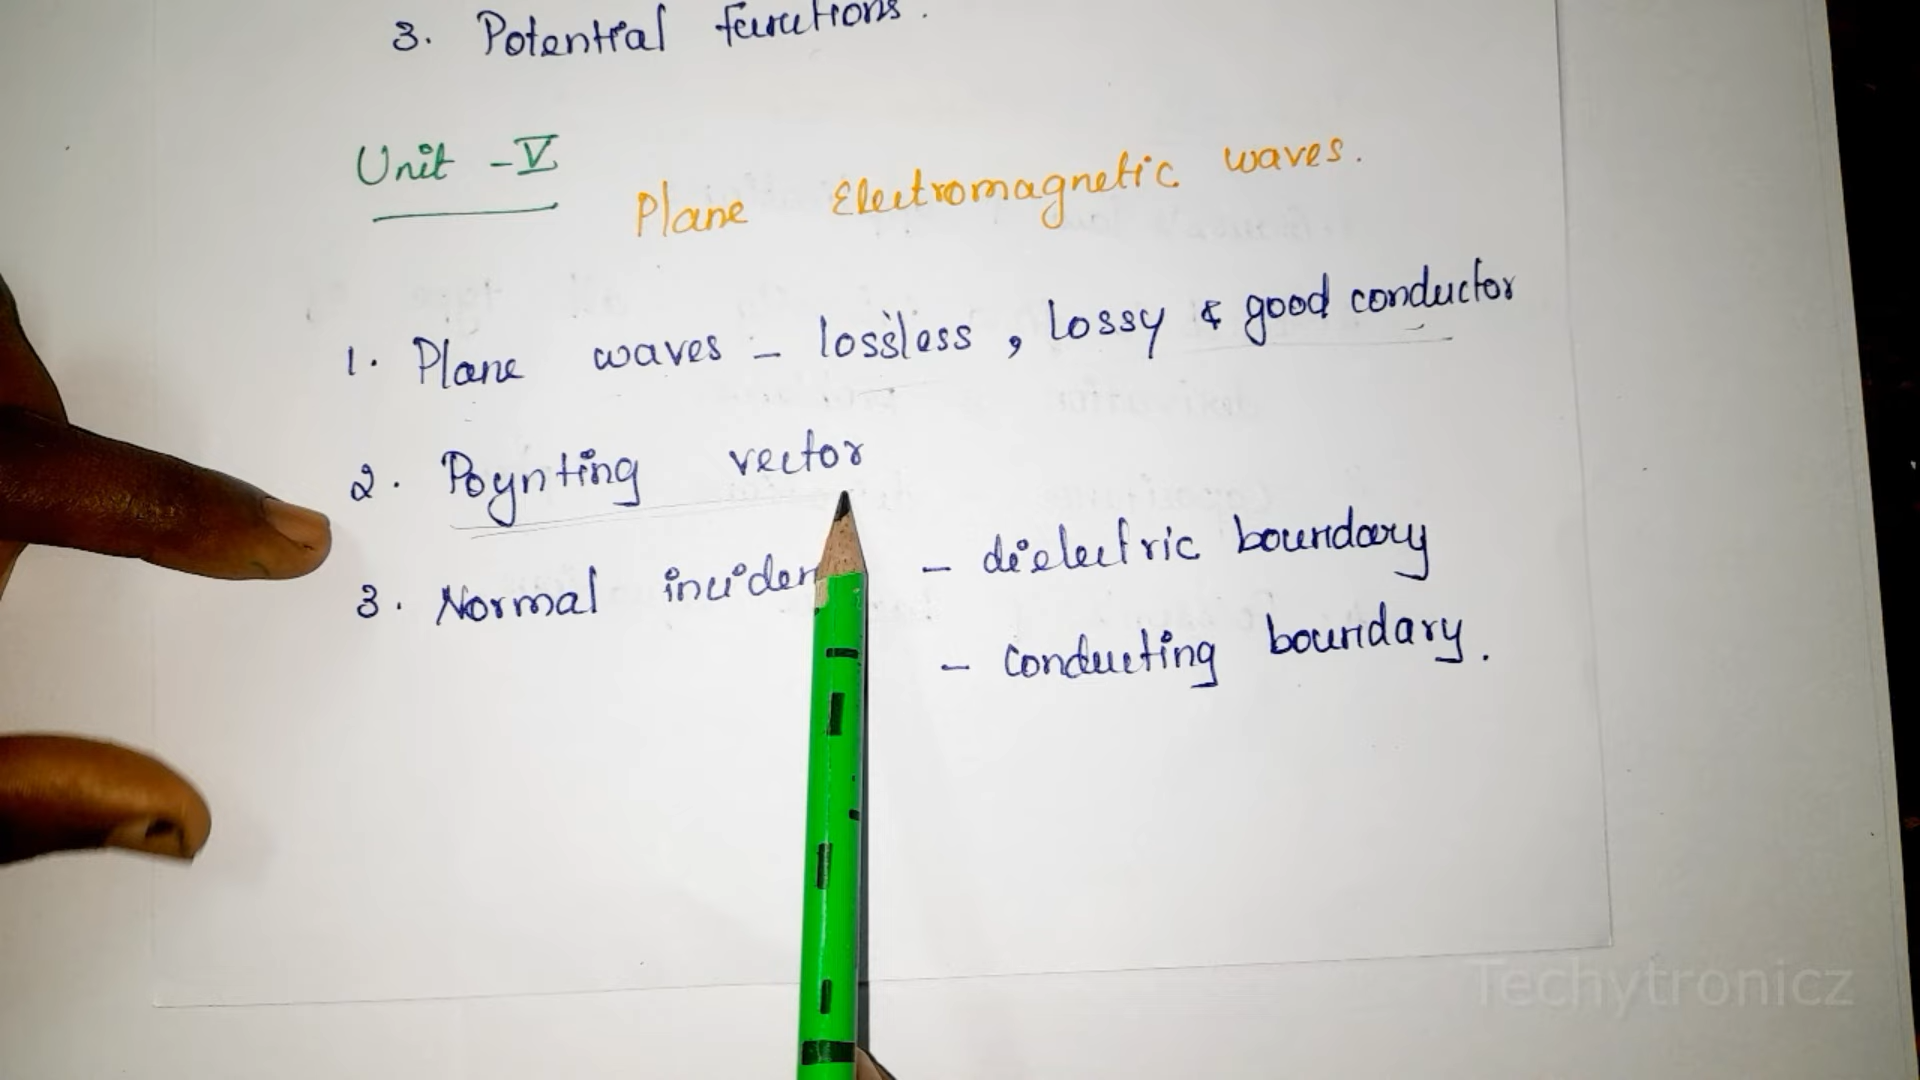 3. Potential functions.
Unit - V
Plane Electromagnetic waves.
1. Plane waves - lossless, lossy & good conductor
2. Poynting vector
3. Normal - dielectric boundary
- conducting boundary.
Techytronicz